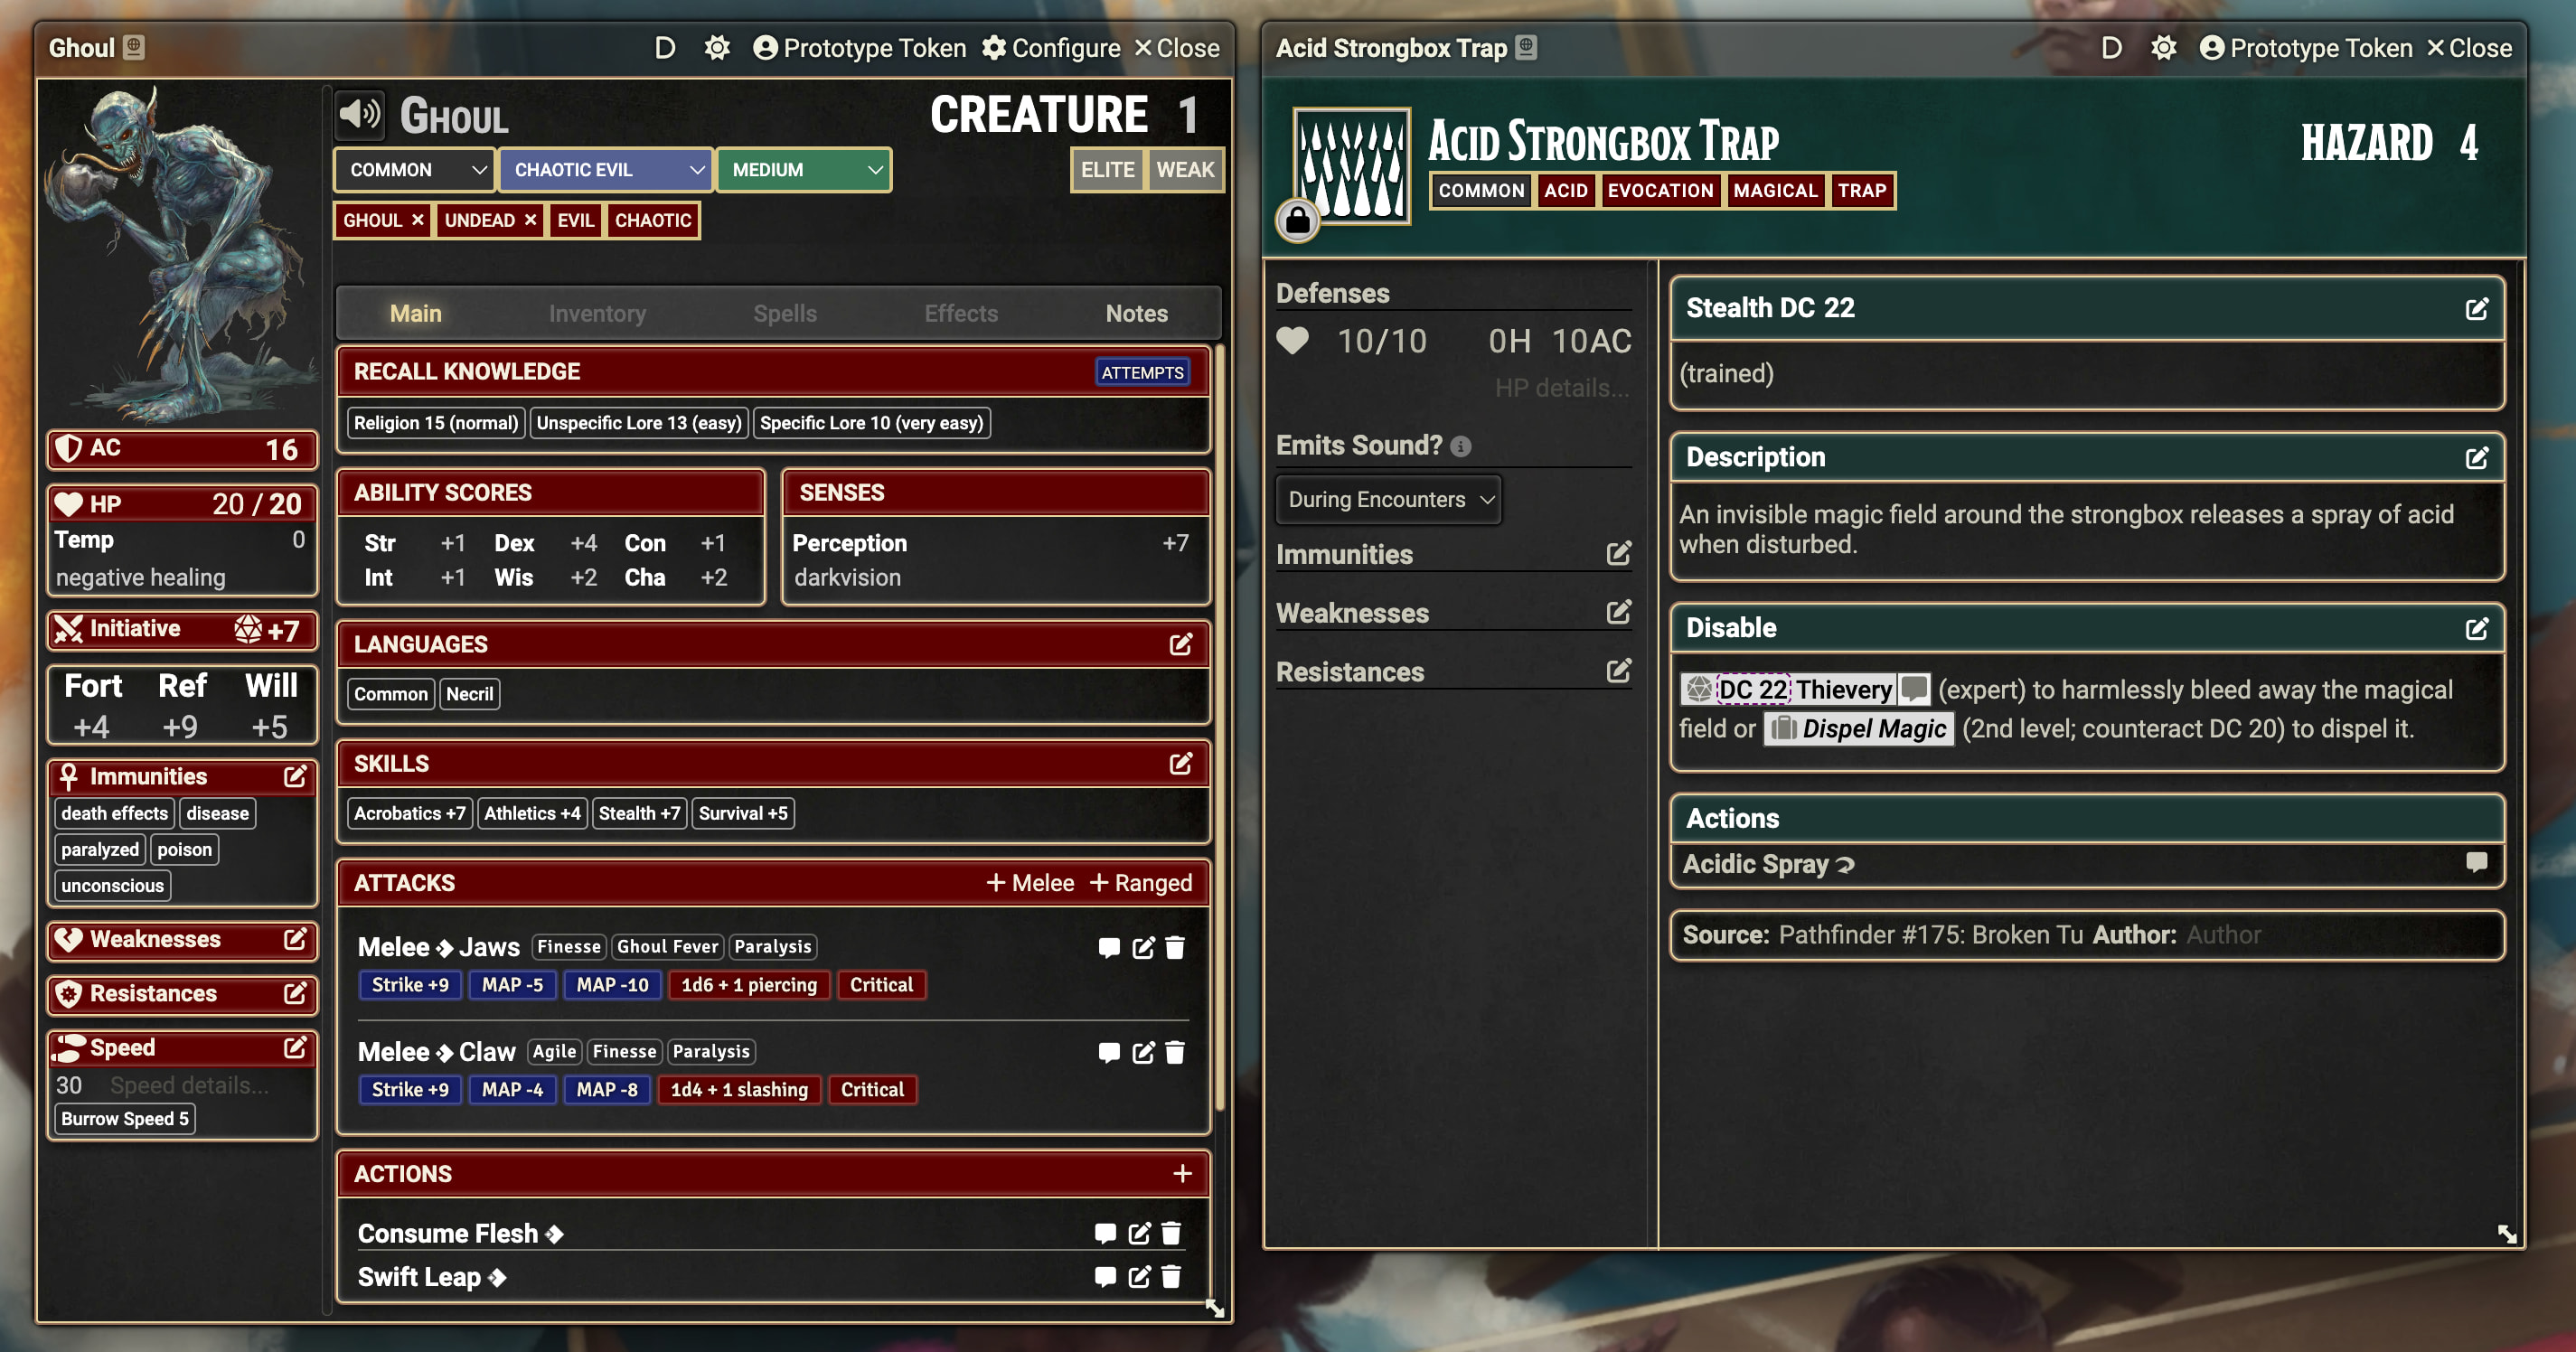 Ghoul D Prototype Token Configure Close
GHOUL CREATURE 1
COMMON CHAOTIC EVIL MEDIUM ELITE WEAK
GHOUL × UNDEAD × EVIL CHAOTIC
Main Inventory Spells Effects Notes
AC 16
HP 20 / 20
Temp 0
negative healing
Initiative +7
Fort Ref Will
+4 +9 +5
Immunities
death effects disease
paralyzed poison
unconscious
Weaknesses
Resistances
Speed
30 Speed details...
Burrow Speed 5
RECALL KNOWLEDGE ATTEMPTS
Religion 15 (normal) Unspecific Lore 13 (easy) Specific Lore 10 (very easy)
ABILITY SCORES
Str +1 Dex +4 Con +1
Int +1 Wis +2 Cha +2
SENSES
Perception +7
darkvision
LANGUAGES
Common Necril
SKILLS
Acrobatics +7 Athletics +4 Stealth +7 Survival +5
ATTACKS + Melee + Ranged
Melee Jaws Finesse Ghoul Fever Paralysis
Strike +9 MAP -5 MAP -10 1d6 + 1 piercing Critical
Melee Claw Agile Finesse Paralysis
Strike +9 MAP -4 MAP -8 1d4 + 1 slashing Critical
ACTIONS +
Consume Flesh
Swift Leap
Acid Strongbox Trap D Prototype Token Close
ACID STRONGBOX TRAP HAZARD 4
COMMON ACID EVOCATION MAGICAL TRAP
Defenses
10/10 0H 10AC
HP details...
Emits Sound?
During Encounters
Immunities
Weaknesses
Resistances
Stealth DC 22
(trained)
Description
An invisible magic field around the strongbox releases a spray of acid
when disturbed.
Disable
DC 22 Thievery (expert) to harmlessly bleed away the magical
field or Dispel Magic (2nd level; counteract DC 20) to dispel it.
Actions
Acidic Spray
Source: Pathfinder #175: Broken Tu Author: Author